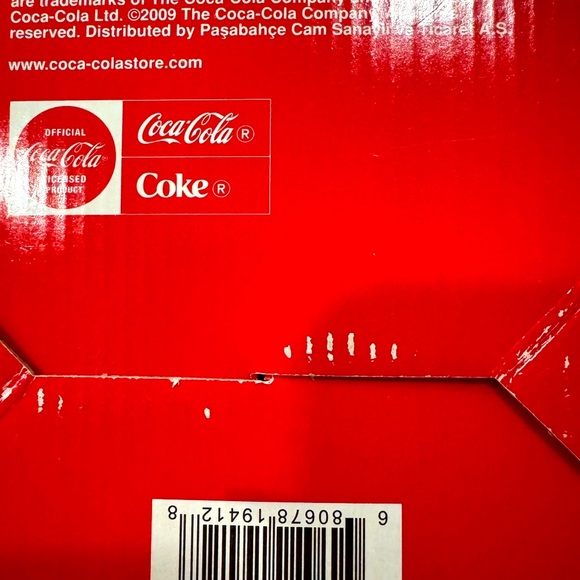 are trademarks of The Coca-Cola Company
Coca-Cola Ltd. ©2009 The Coca-Cola Company. All rights
reserved. Distributed by Paşabahçe Cam Sanayii ve Ticaret A.Ş.
www.coca-colastore.com
OFFICIAL
Coca-Cola
LICENSED
PRODUCT
Coca-Cola ®
Coke ®
6 80678 19412 8